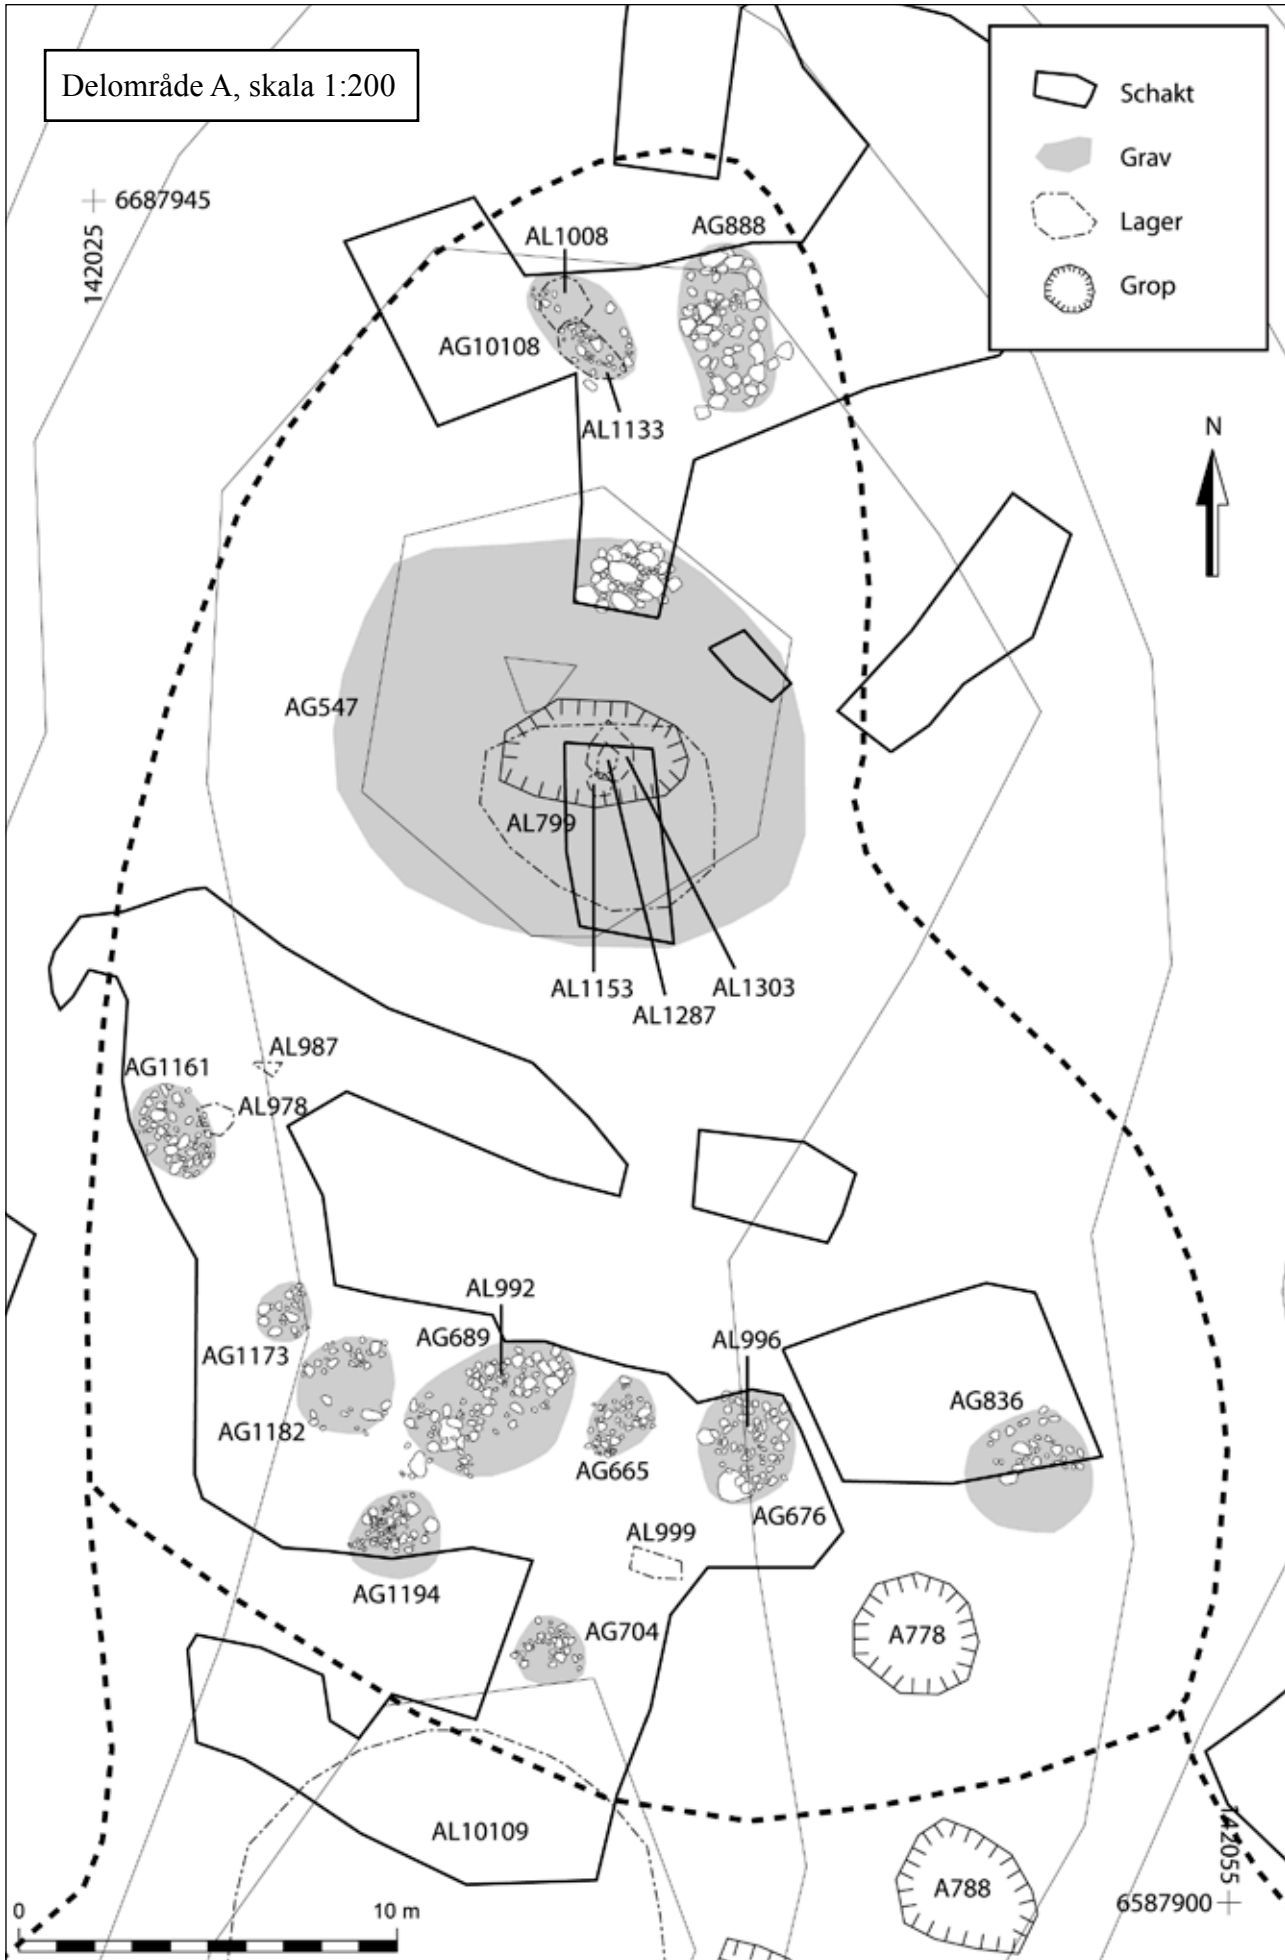 Delområde A, skala 1:200
Schakt
Grav
Lager
Grop
6687945
142025
AL1008
AG888
AG10108
AL1133
N
AG547
AL799
AL1153
AL1287
AL1303
AL987
AG1161
AL978
AL992
AG689
AL996
AG1173
AG836
AG1182
AG665
AG676
AL999
AG1194
AG704
A778
AL10109
142055
A788
6587900
0 10 m